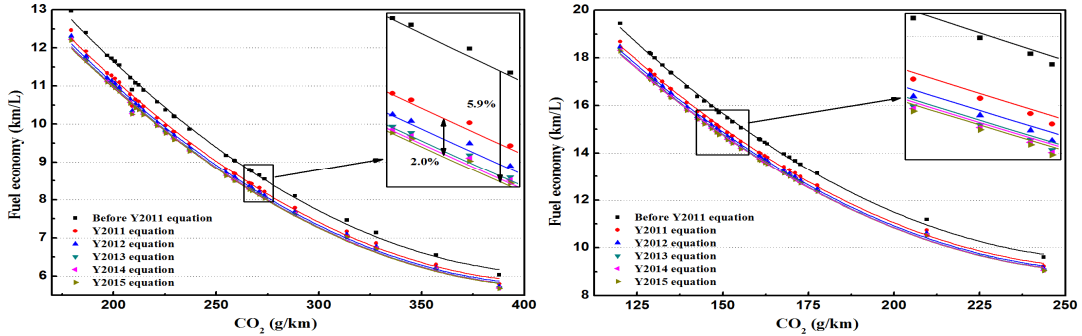 13
12
11
10
9
8
7
6
Fuel economy (km/L)
5.9%
2.0%
Before Y2011 equation
Y2011 equation
Y2012 equation
Y2013 equation
Y2014 equation
Y2015 equation
200 250 300 350 400
CO2 (g/km)
20
18
16
14
12
10
8
Fuel economy (km/L)
Before Y2011 equation
Y2011 equation
Y2012 equation
Y2013 equation
Y2014 equation
Y2015 equation
125 150 175 200 225 250
CO2 (g/km)